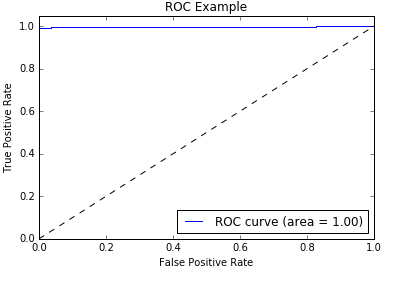 ROC Example
1.0
0.8
0.6
0.4
0.2
0.0
True Positive Rate
ROC curve (area = 1.00)
0.0 0.2 0.4 0.6 0.8 1.0
False Positive Rate